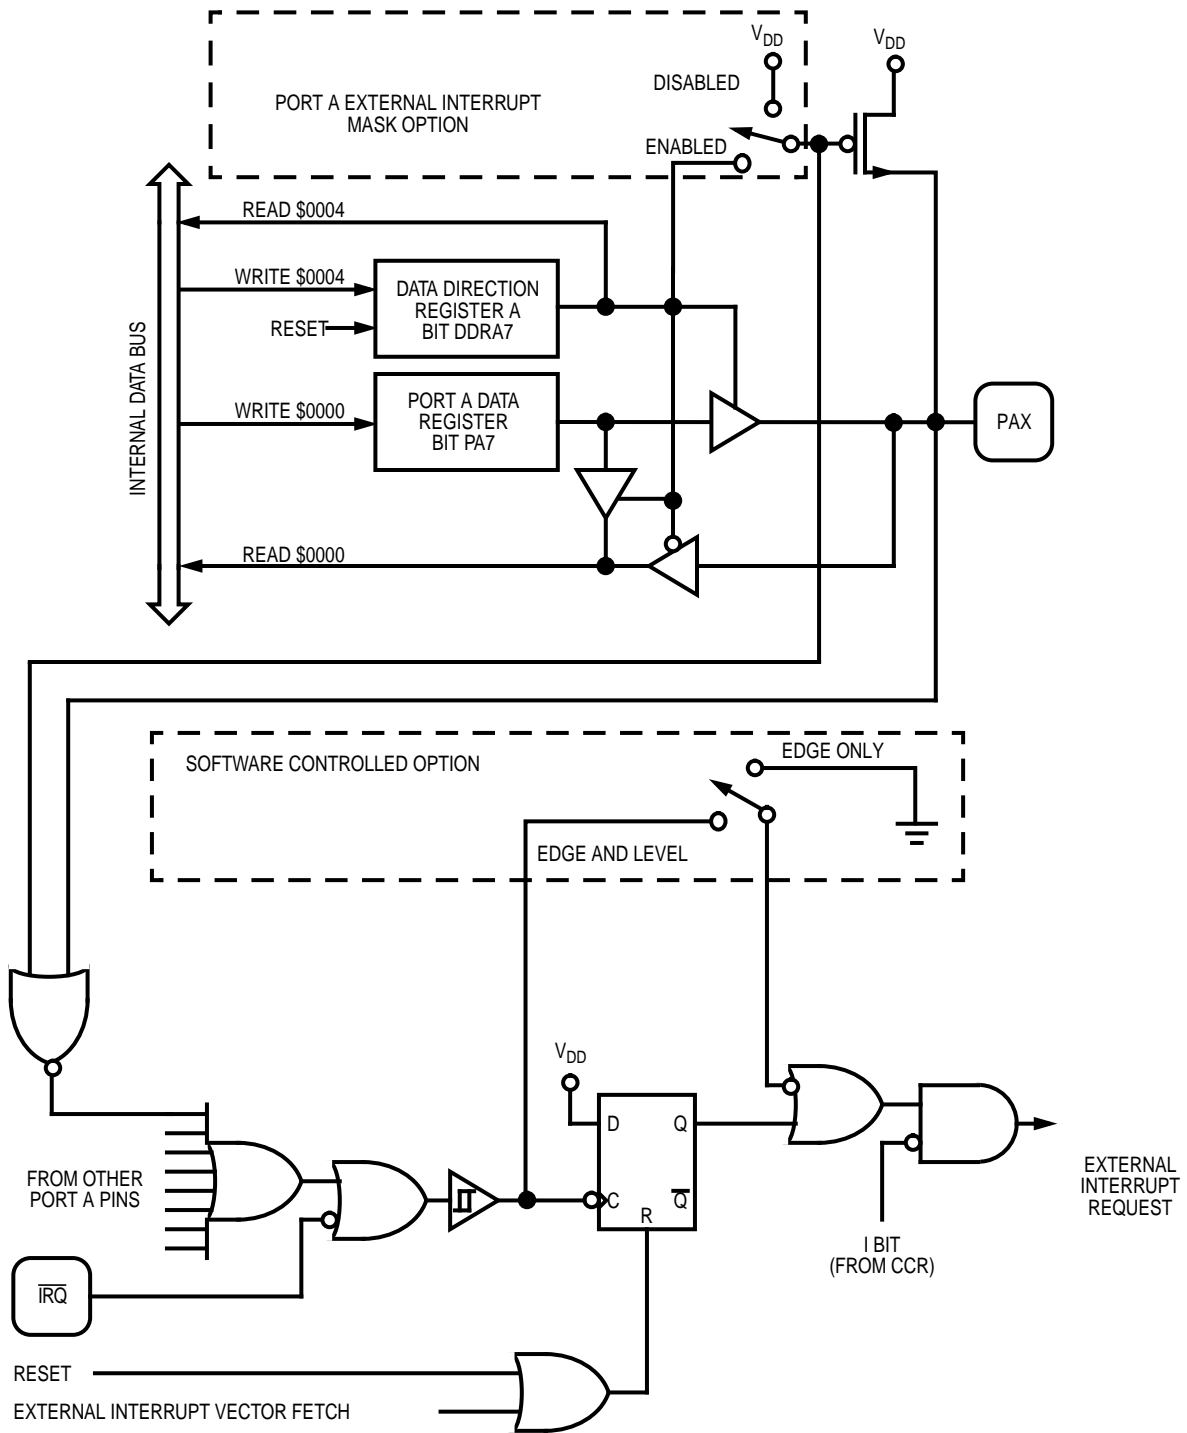 VDD
VDD
DISABLED
PORT A EXTERNAL INTERRUPT
MASK OPTION
ENABLED
READ $0004
WRITE $0004
DATA DIRECTION
REGISTER A
BIT DDRA7
RESET
INTERNAL DATA BUS
WRITE $0000
PORT A DATA
REGISTER
BIT PA7
PAX
READ $0000
EDGE ONLY
SOFTWARE CONTROLLED OPTION
EDGE AND LEVEL
VDD
D
Q
C
Q̅
R
FROM OTHER
PORT A PINS
EXTERNAL
INTERRUPT
REQUEST
I BIT
(FROM CCR)
I̅R̅Q̅
RESET
EXTERNAL INTERRUPT VECTOR FETCH